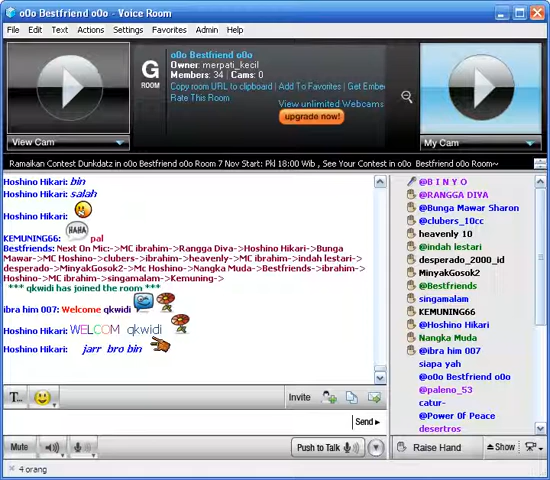 o0o Bestfriend o0o - Voice Room
File Edit Text Actions Settings Favorites Admin Help
View Cam
G
ROOM
o0o Bestfriend o0o
Owner: merpati_kecil
Members: 34 | Cams: 0
Copy room URL to clipboard | Add To Favorites | Get Embe
Rate This Room
View unlimited Webcams
upgrade now!
My Cam
Ramaikan Contest Dunkdatz in o0o Bestfriend o0o Room 7 Nov Start: Pkl 18:00 Wib , See Your Contest in o0o Bestfriend o0o Room~
Hoshino Hikari: bin
Hoshino Hikari: salah
Hoshino Hikari:
HAHA
KEMUNING66: pal
Bestfriends: Next On Mic:->MC ibrahim->Rangga Diva->Hoshino Hikari->Bunga
Mawar->MC Hoshino->clubers->ibrahim->heavenly->MC ibrahim->indah lestari->
desperado->MinyakGosok2->Mc Hoshino->Nangka Muda->Bestfriends->ibrahim->
Hoshino->MC ibrahim->singamalam->Kemuning->
*** qkwidi has joined the room ***
ibra him 007: Welcome qkwidi
Hoshino Hikari: WELCOM qkwidi
Hoshino Hikari: jarr bro bin
@B I N Y O
@RANGGA DIVA
@Bunga Mawar Sharon
@clubers_10cc
heavenly 10
@indah lestari
desperado_2000_id
MinyakGosok2
@Bestfriends
singamalam
KEMUNING66
@Hoshino Hikari
Nangka Muda
@ibra him 007
siapa yah
@o0o Bestfriend o0o
@paleno_53
catur-
@Power 0f Peace
desertros
T...
Invite
Send
Mute
Push to Talk
Raise Hand
Show
4 orang